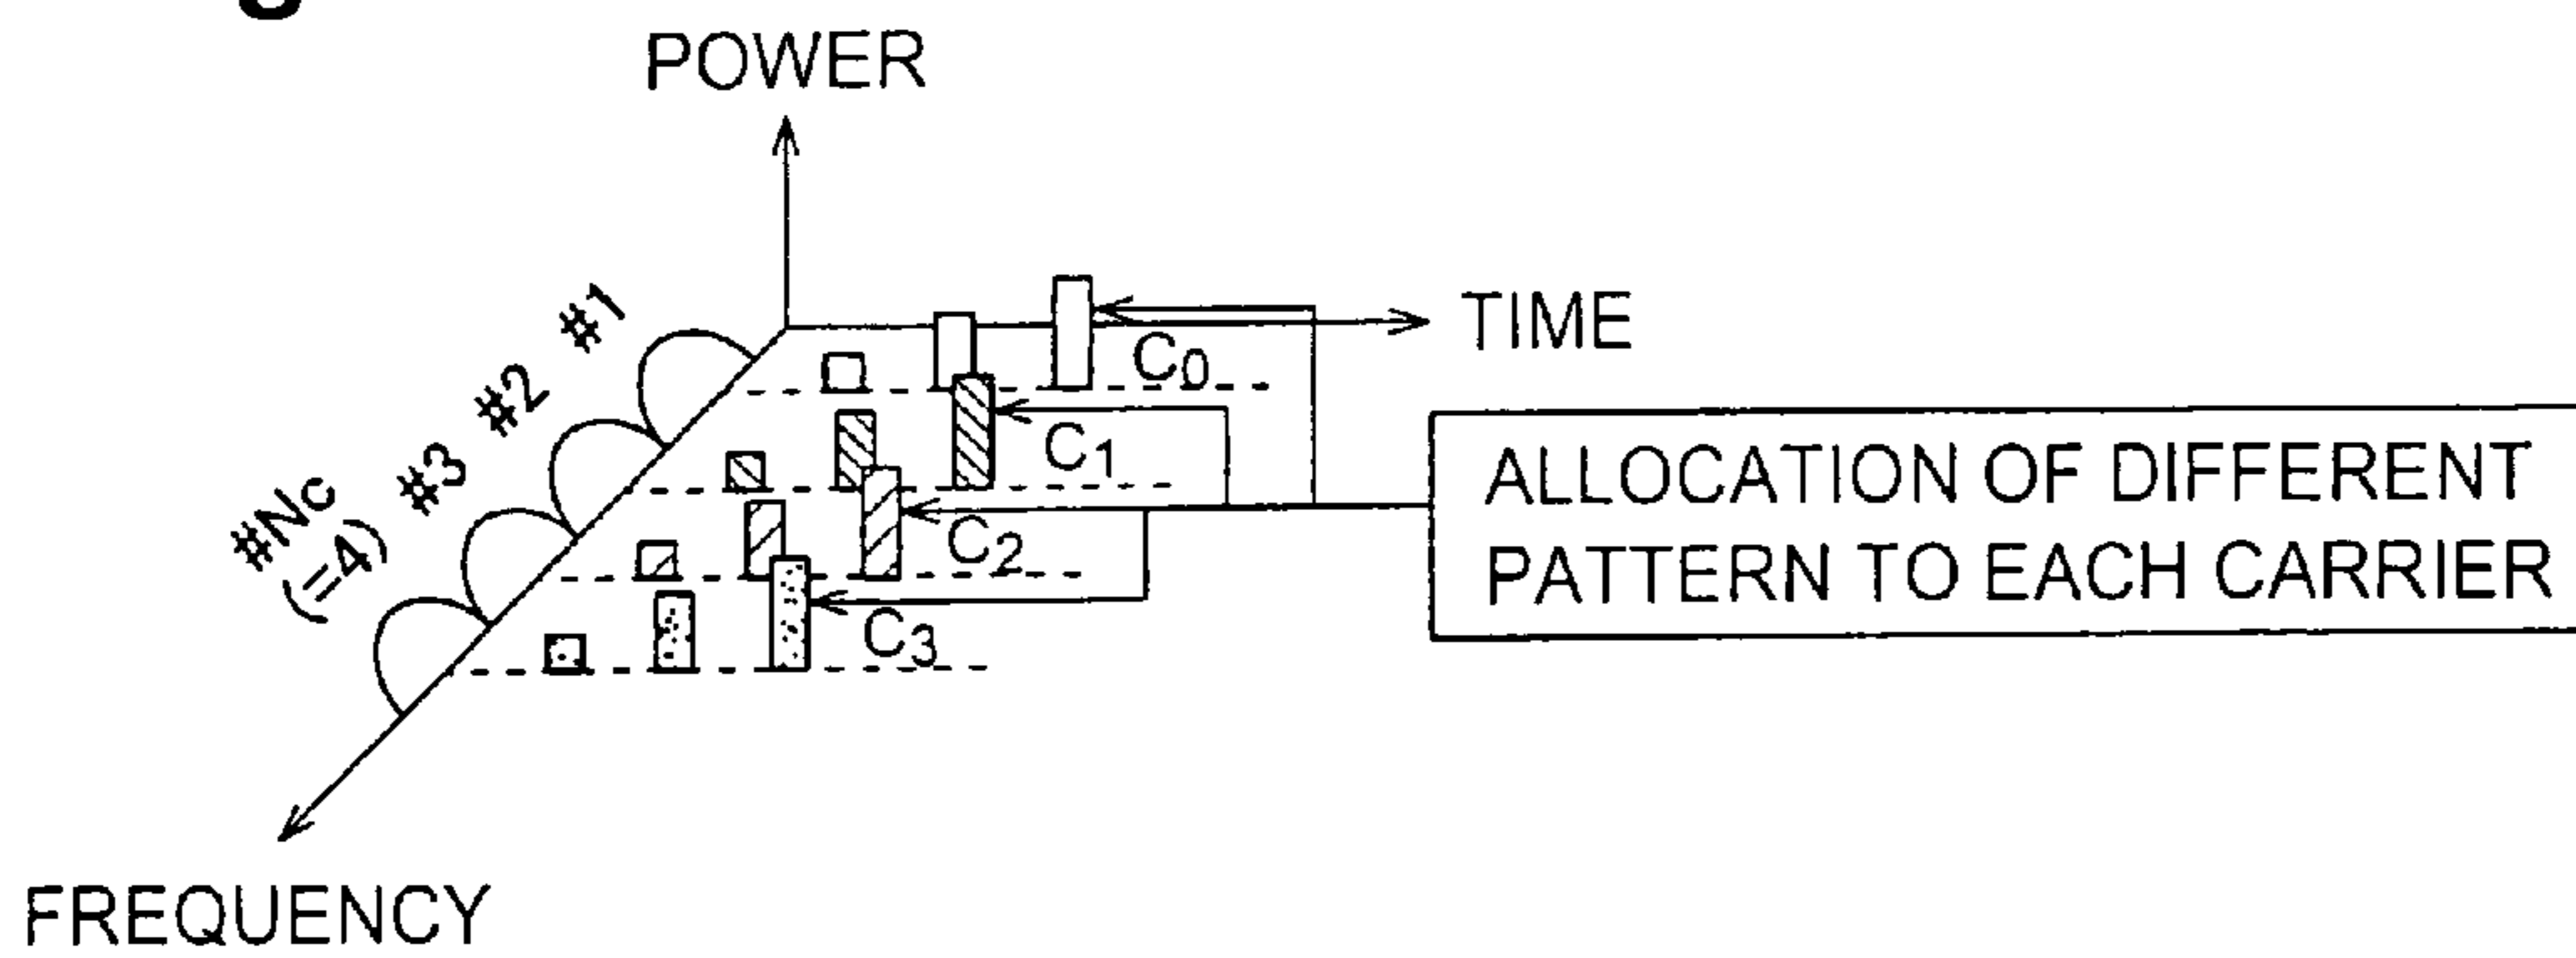 POWER
#1
TIME
C0
#2
C1
ALLOCATION OF DIFFERENT
PATTERN TO EACH CARRIER
#3
C2
#Nc
(=4)
C3
FREQUENCY